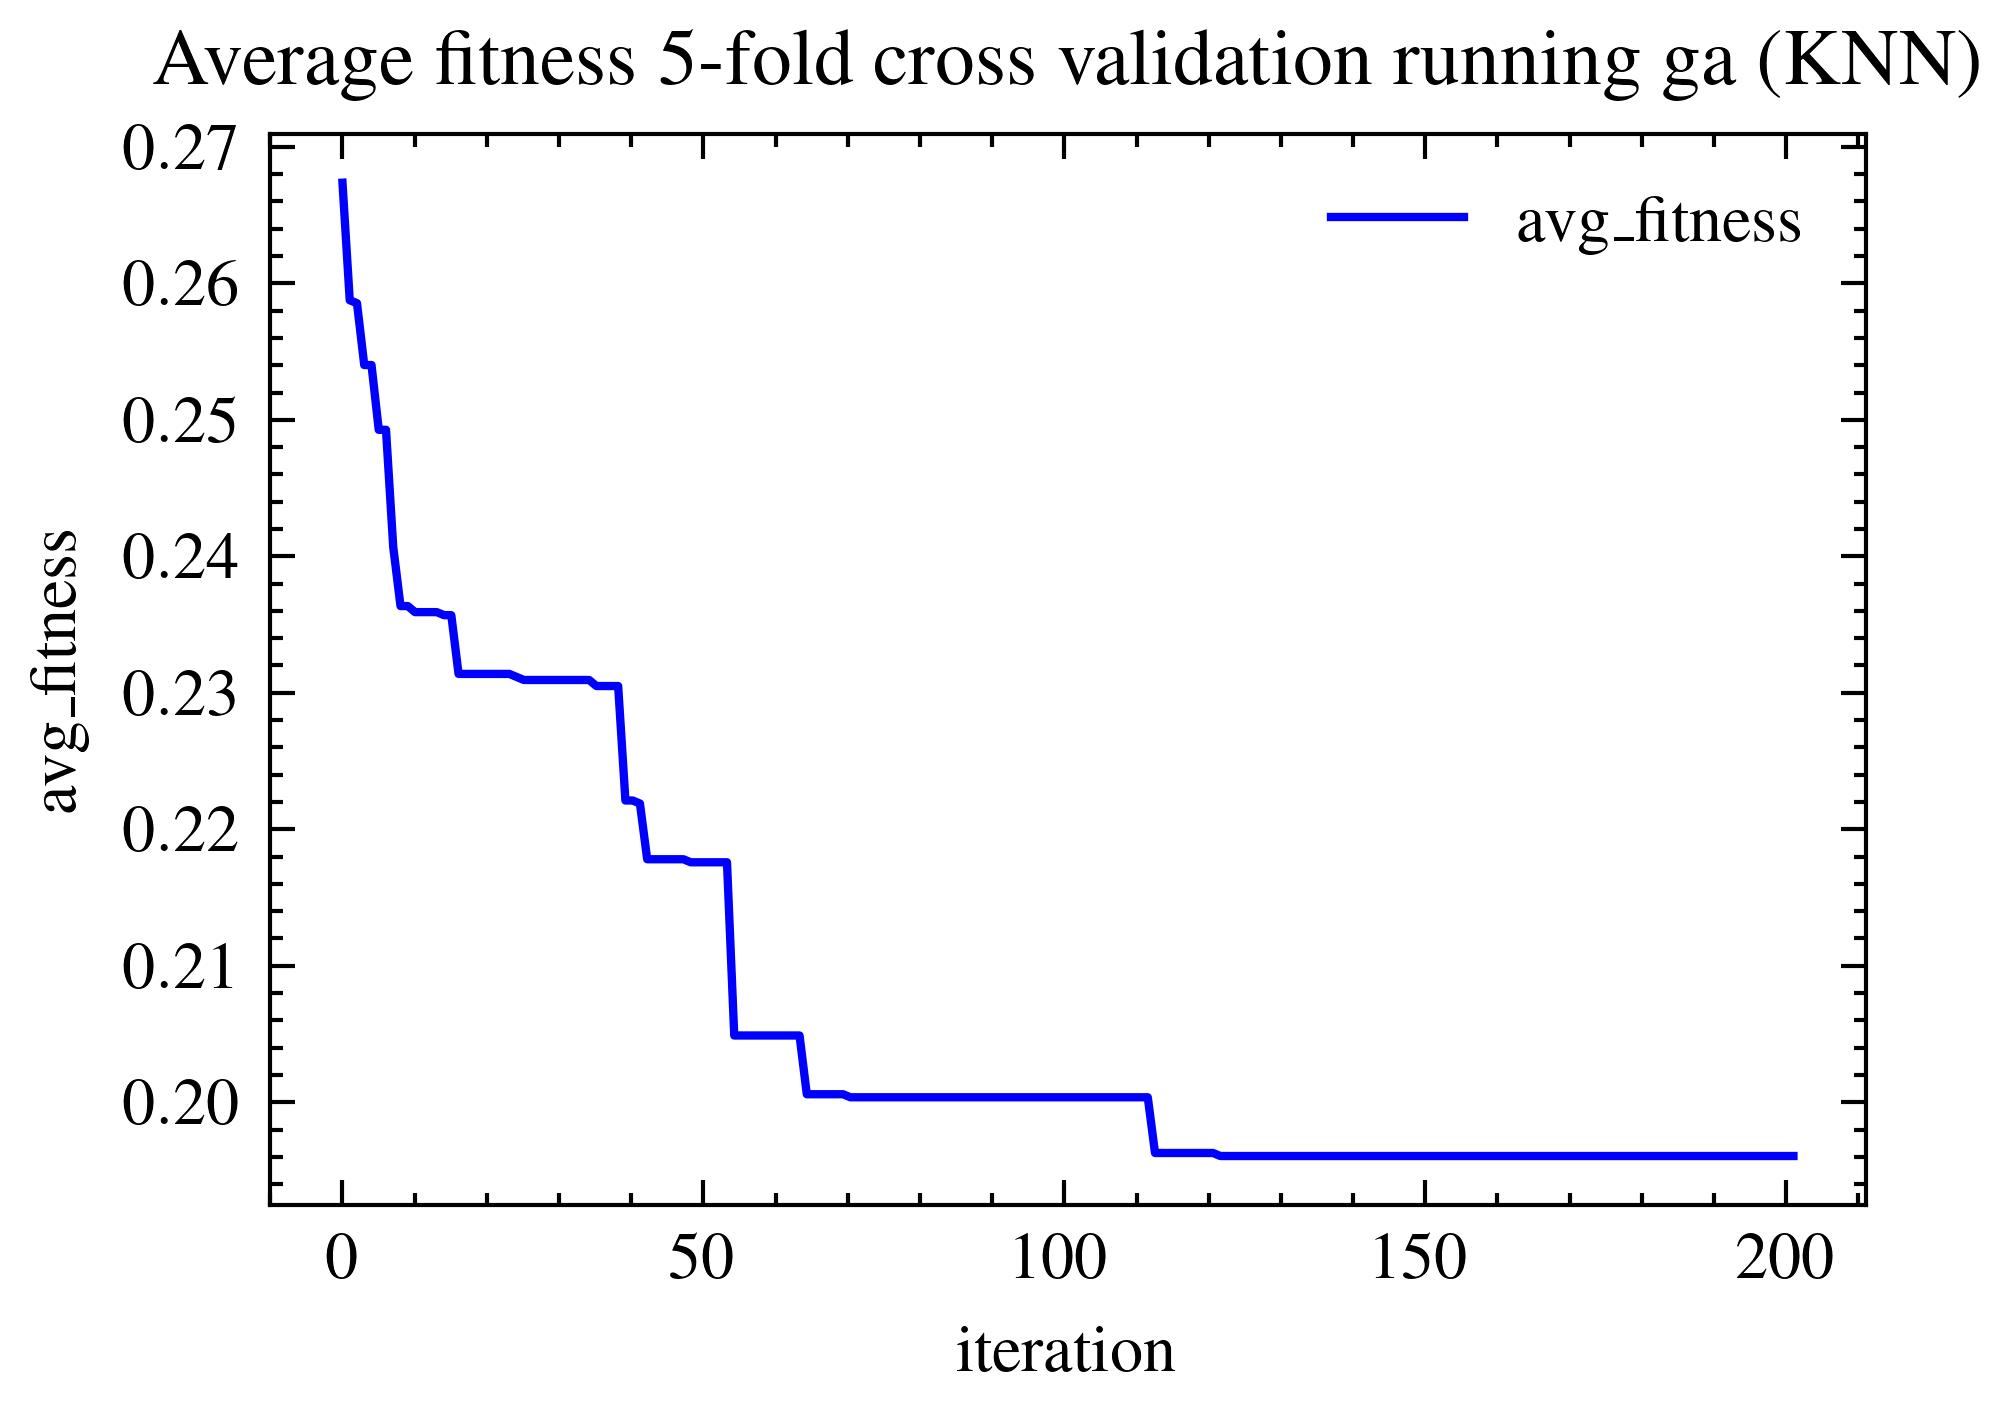 Average fitness 5-fold cross validation running ga (KNN)
avg_fitness
0.27
0.26
0.25
0.24
0.23
0.22
0.21
0.20
avg_fitness
0 50 100 150 200
iteration